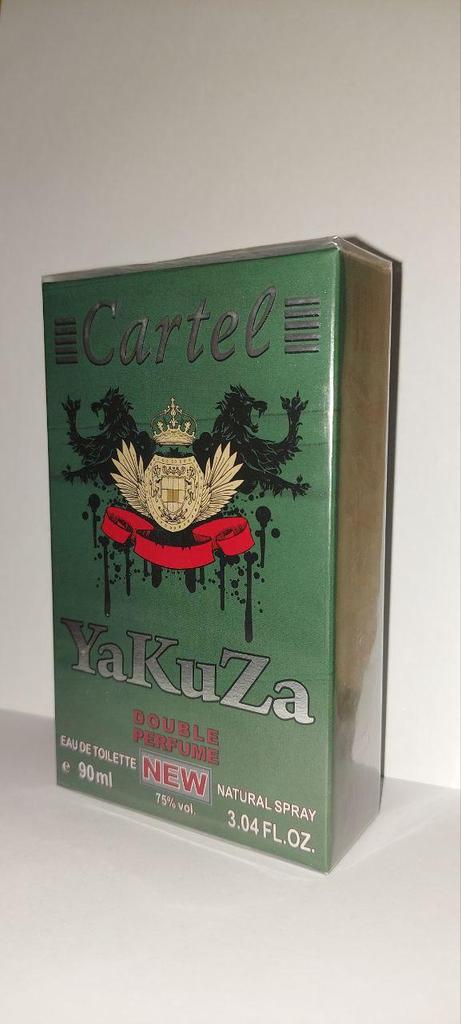 Cartel
YaKuZa
DOUBLE
PERFUME
EAU DE TOILETTE
NEW
NATURAL SPRAY
e 90ml
75% vol.
3.04 FL.OZ.